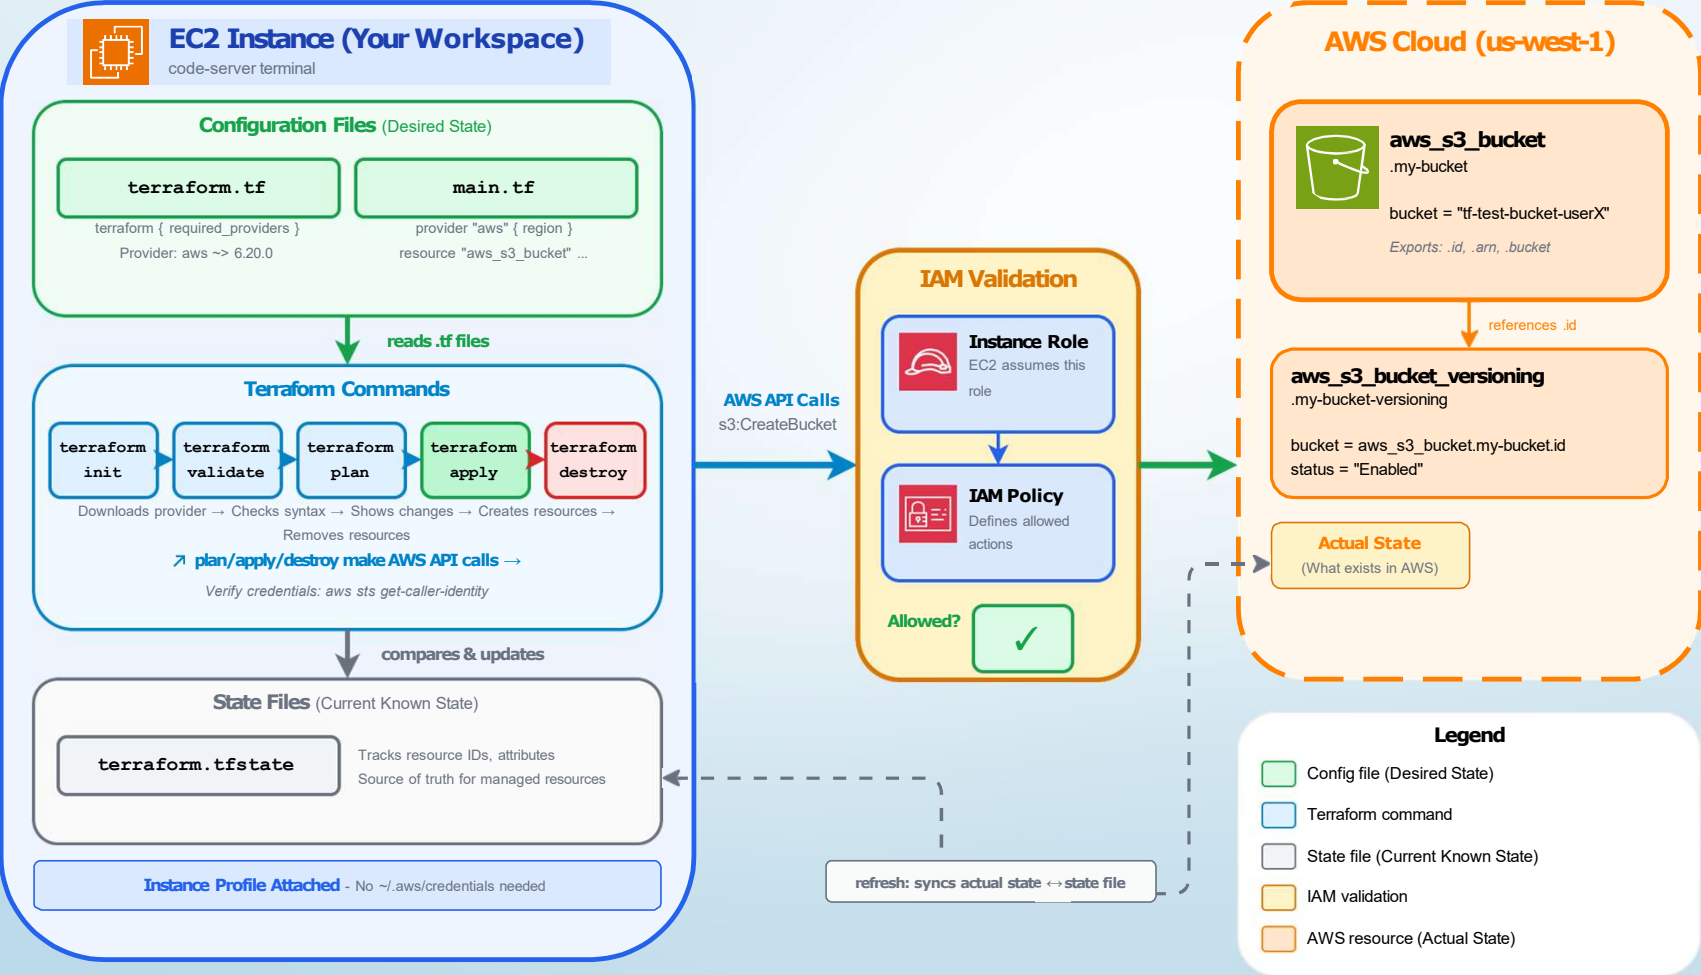 EC2 Instance (Your Workspace)
code-server terminal
Configuration Files (Desired State)
terraform.tf
terraform { required_providers }
Provider: aws ~> 6.20.0
main.tf
provider "aws" { region }
resource "aws_s3_bucket" ...
reads .tf files
Terraform Commands
terraform
init
terraform
validate
terraform
plan
terraform
apply
terraform
destroy
Downloads provider → Checks syntax → Shows changes → Creates resources →
Removes resources
↗ plan/apply/destroy make AWS API calls →
Verify credentials: aws sts get-caller-identity
compares & updates
State Files (Current Known State)
terraform.tfstate
Tracks resource IDs, attributes
Source of truth for managed resources
Instance Profile Attached - No ~/.aws/credentials needed
AWS API Calls
s3:CreateBucket
IAM Validation
Instance Role
EC2 assumes this
role
IAM Policy
Defines allowed
actions
Allowed?
✓
refresh: syncs actual state ↔ state file
AWS Cloud (us-west-1)
aws_s3_bucket
.my-bucket
bucket = "tf-test-bucket-userX"
Exports: .id, .arn, .bucket
references .id
aws_s3_bucket_versioning
.my-bucket-versioning
bucket = aws_s3_bucket.my-bucket.id
status = "Enabled"
Actual State
(What exists in AWS)
Legend
Config file (Desired State)
Terraform command
State file (Current Known State)
IAM validation
AWS resource (Actual State)